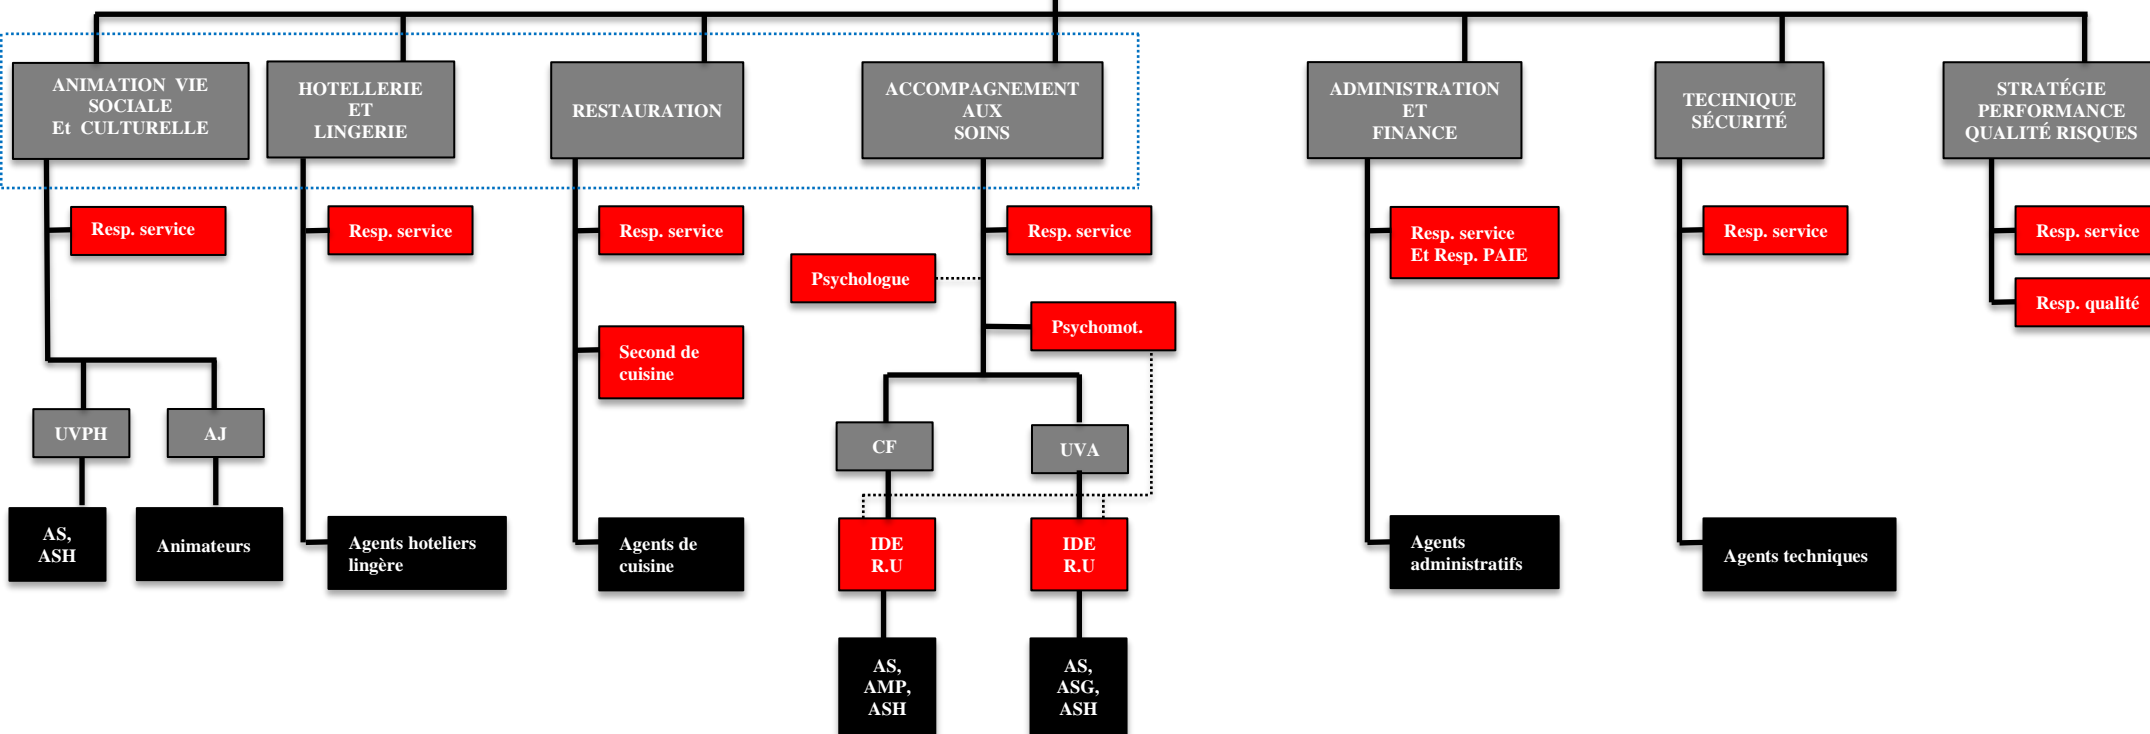 ANIMATION VIE
SOCIALE
Et CULTURELLE
HOTELLERIE
ET
LINGERIE
RESTAURATION
ACCOMPAGNEMENT
AUX
SOINS
ADMINISTRATION
ET
FINANCE
TECHNIQUE
SÉCURITÉ
STRATÉGIE
PERFORMANCE
QUALITÉ RISQUES
Resp. service
Resp. service
Resp. service
Resp. service
Resp. service
Et Resp. PAIE
Resp. service
Resp. service
Psychologue
Resp. qualité
Psychomot.
Second de
cuisine
UVPH
AJ
CF
UVA
AS,
ASH
Animateurs
Agents hoteliers
lingère
Agents de
cuisine
IDE
R.U
IDE
R.U
Agents
administratifs
Agents techniques
AS,
AMP,
ASH
AS,
ASG,
ASH